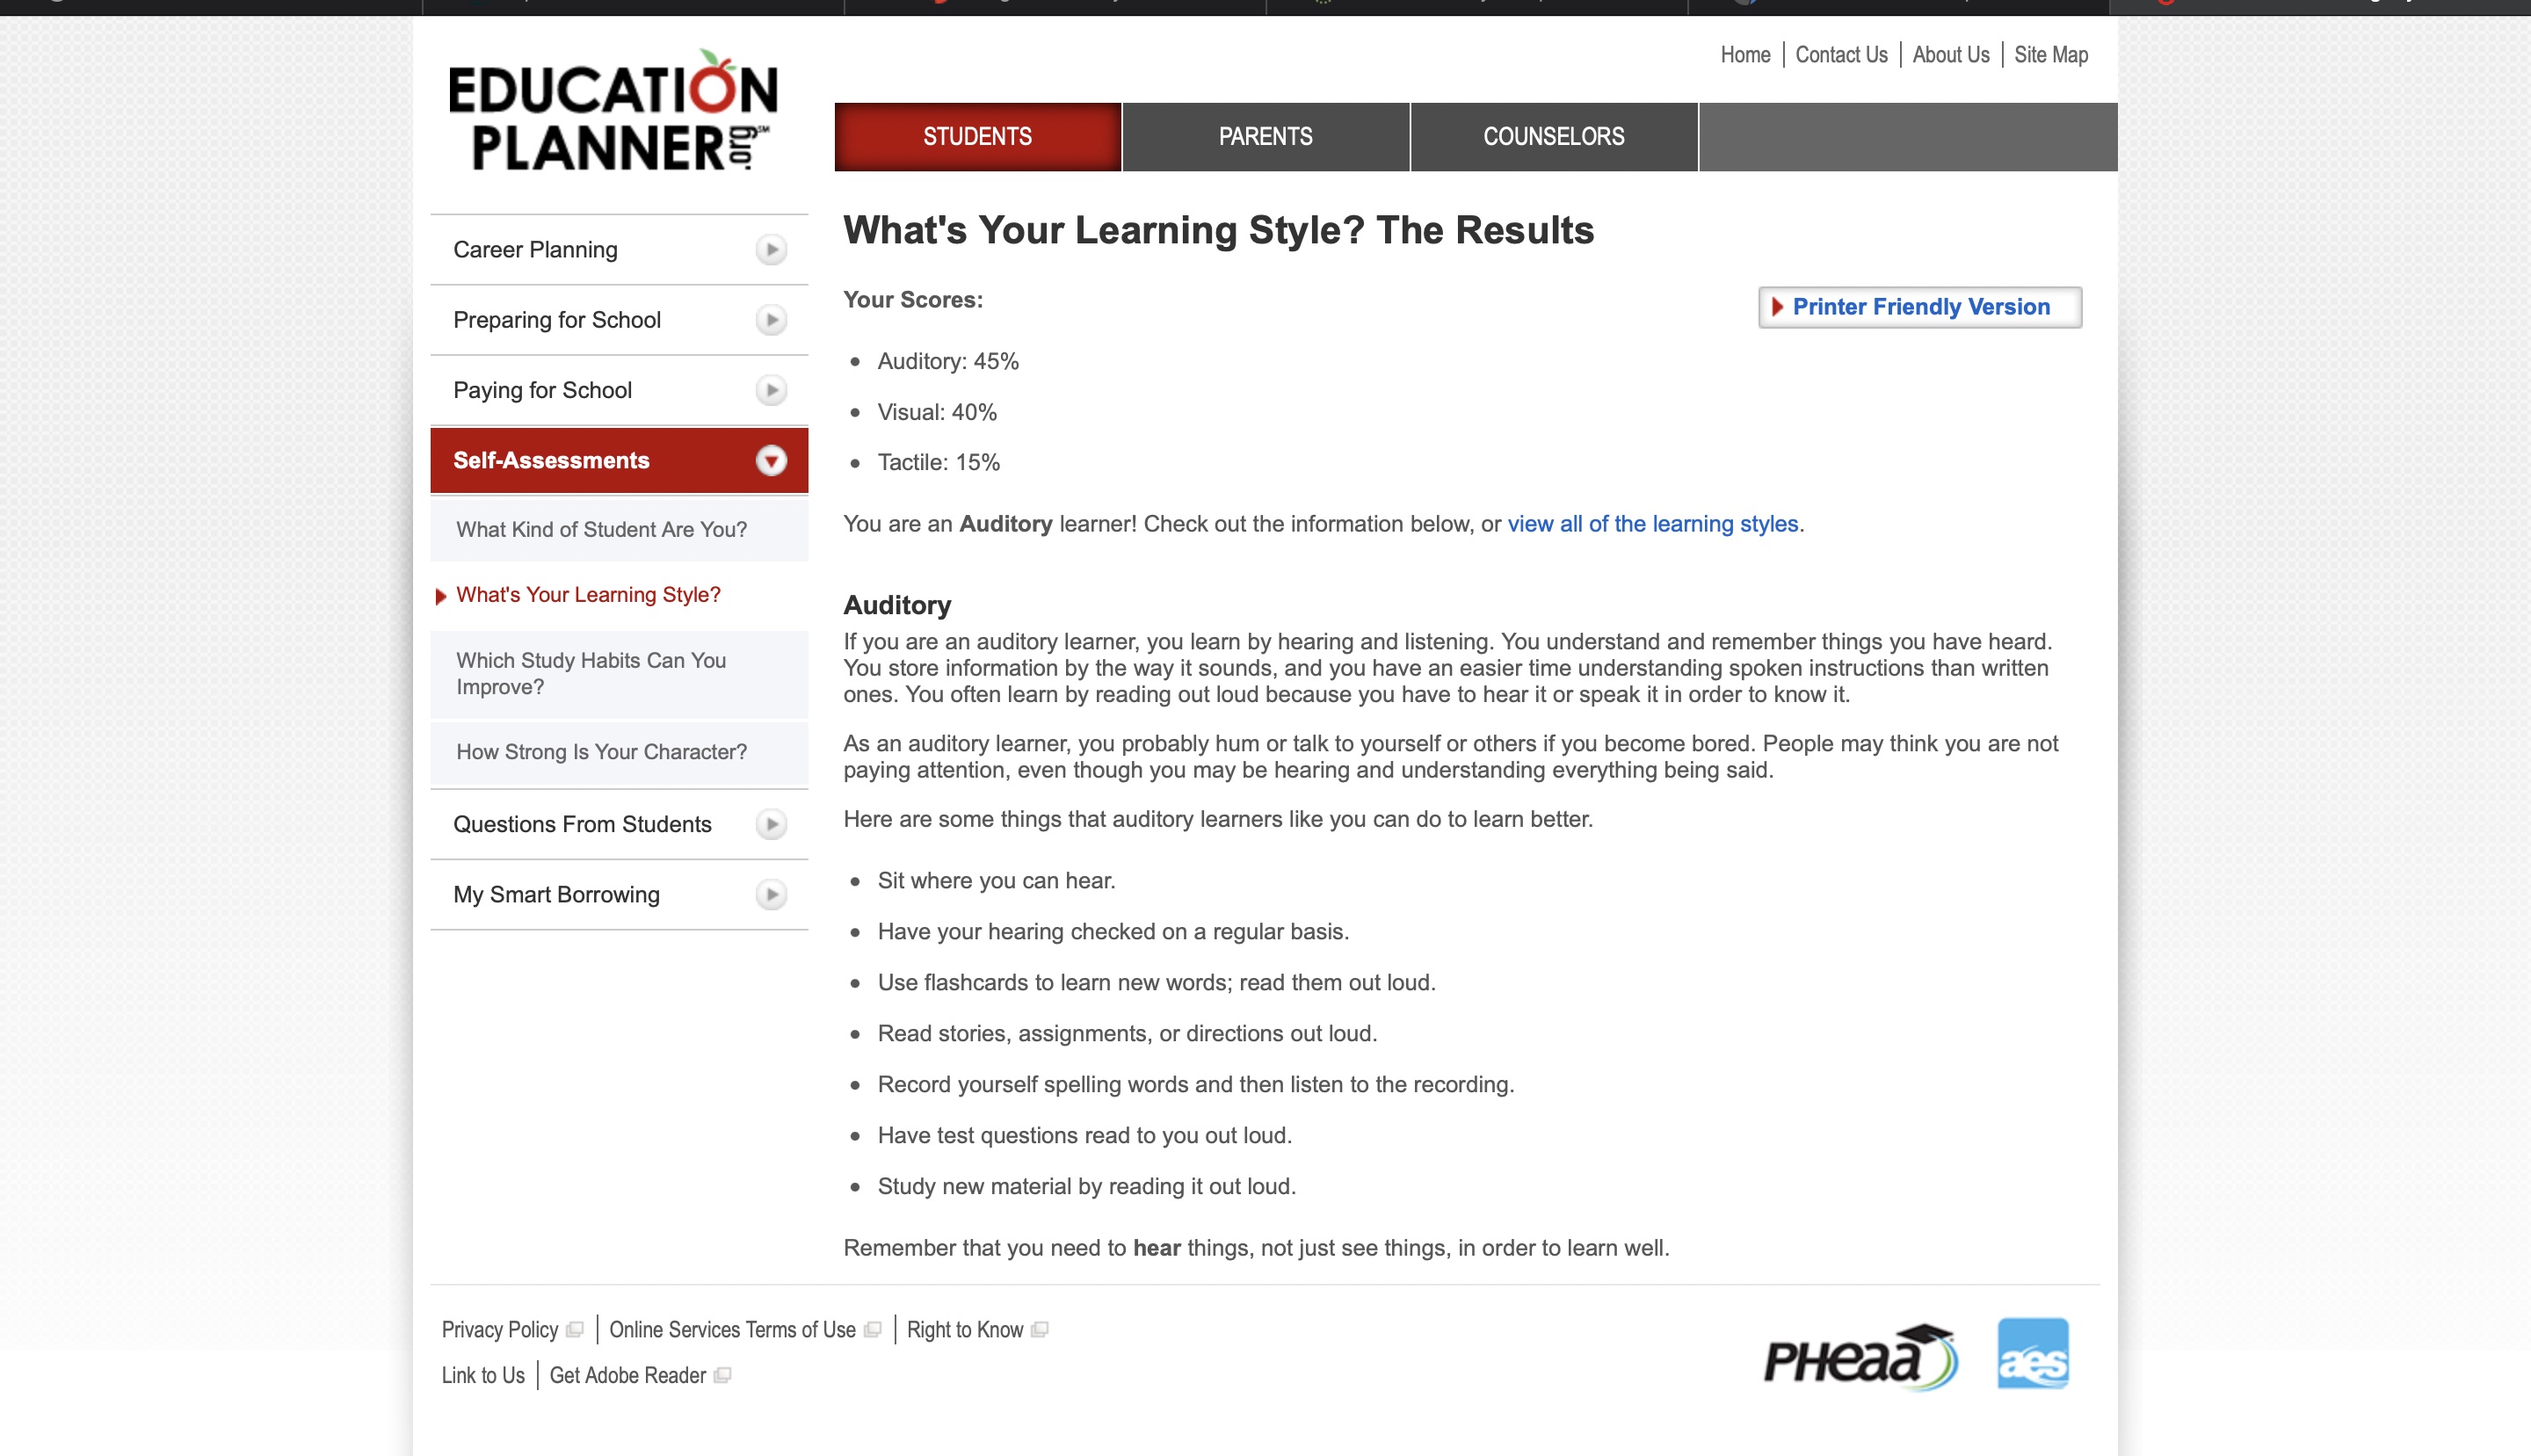 EDUCATION
PLANNER.org℠
Home | Contact Us | About Us | Site Map
STUDENTS
PARENTS
COUNSELORS
Career Planning
Preparing for School
Paying for School
Self-Assessments
What Kind of Student Are You?
What's Your Learning Style?
Which Study Habits Can You
Improve?
How Strong Is Your Character?
Questions From Students
My Smart Borrowing
What's Your Learning Style? The Results
Your Scores:
Printer Friendly Version
• Auditory: 45%
• Visual: 40%
• Tactile: 15%
You are an Auditory learner! Check out the information below, or view all of the learning styles.
Auditory
If you are an auditory learner, you learn by hearing and listening. You understand and remember things you have heard.
You store information by the way it sounds, and you have an easier time understanding spoken instructions than written
ones. You often learn by reading out loud because you have to hear it or speak it in order to know it.
As an auditory learner, you probably hum or talk to yourself or others if you become bored. People may think you are not
paying attention, even though you may be hearing and understanding everything being said.
Here are some things that auditory learners like you can do to learn better.
• Sit where you can hear.
• Have your hearing checked on a regular basis.
• Use flashcards to learn new words; read them out loud.
• Read stories, assignments, or directions out loud.
• Record yourself spelling words and then listen to the recording.
• Have test questions read to you out loud.
• Study new material by reading it out loud.
Remember that you need to hear things, not just see things, in order to learn well.
Privacy Policy | Online Services Terms of Use | Right to Know
Link to Us | Get Adobe Reader
PHeaa
aes